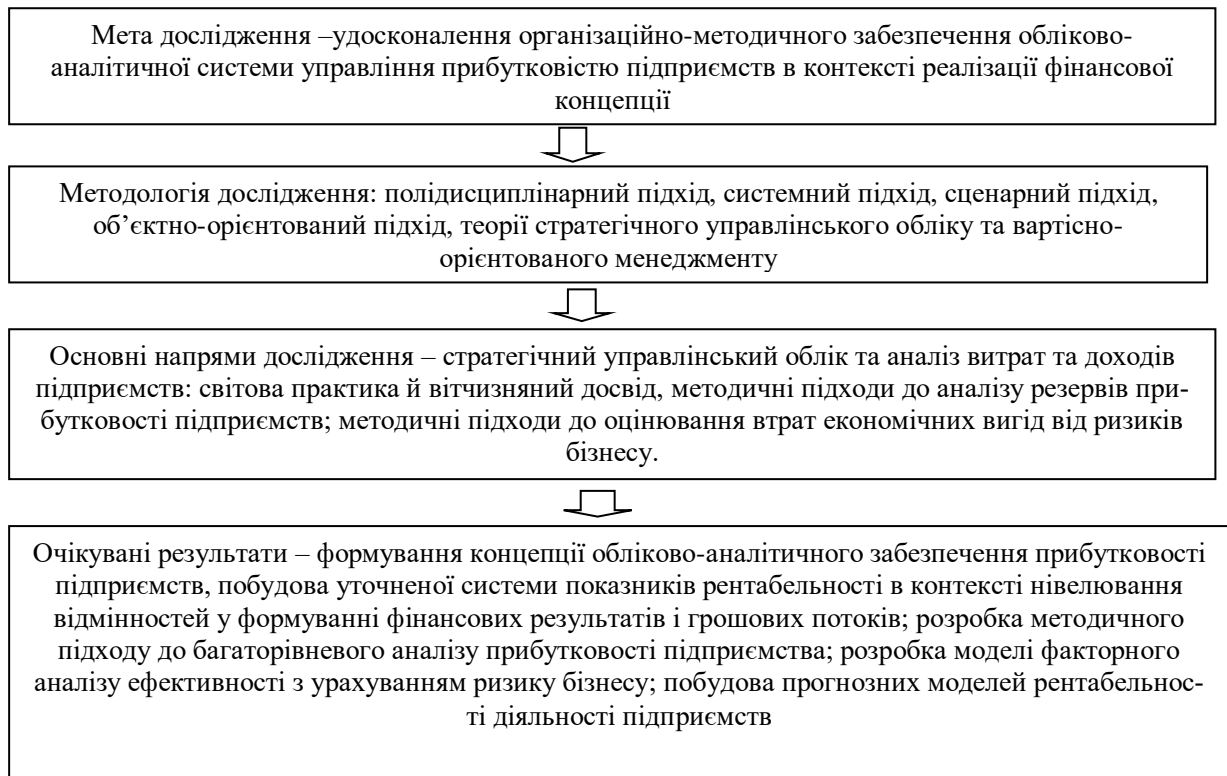 Мета дослідження –удосконалення організаційно-методичного забезпечення обліково-
аналітичної системи управління прибутковістю підприємств в контексті реалізації фінансової
концепції
Методологія дослідження: полідисциплінарний підхід, системний підхід, сценарний підхід,
об’єктно-орієнтований підхід, теорії стратегічного управлінського обліку та вартісно-
орієнтованого менеджменту
Основні напрями дослідження – стратегічний управлінський облік та аналіз витрат та доходів
підприємств: світова практика й вітчизняний досвід, методичні підходи до аналізу резервів при-
бутковості підприємств; методичні підходи до оцінювання втрат економічних вигід від ризиків
бізнесу.
Очікувані результати – формування концепції обліково-аналітичного забезпечення прибутковості
підприємств, побудова уточненої системи показників рентабельності в контексті нівелювання
відмінностей у формуванні фінансових результатів і грошових потоків; розробка методичного
підходу до багаторівневого аналізу прибутковості підприємства; розробка моделі факторного
аналізу ефективності з урахуванням ризику бізнесу; побудова прогнозних моделей рентабельнос-
ті діяльності підприємств